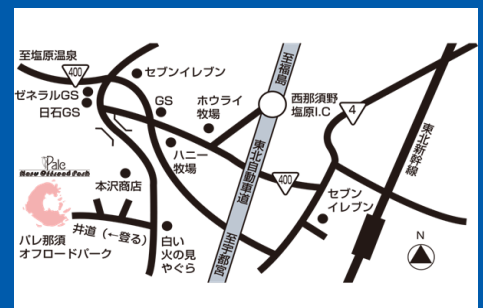 至塩原温泉
400
セブンイレブン
ゼネラルGS
日石GS
GS
ホウライ
牧場
至福島
西那須野
塩原I.C
4
東北新幹線
ハニー
牧場
東北自動車道
400
セブン
イレブン
Pale
Nasu Offroad Park
本沢商店
井道(←登る)
パレ那須
オフロードパーク
白い
火の見
やぐら
至宇都宮
N